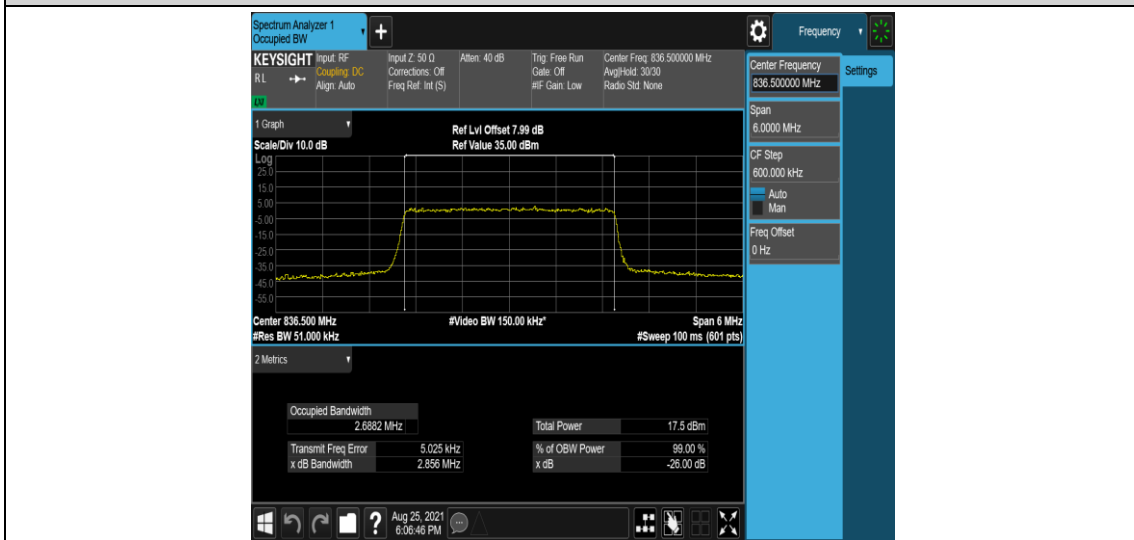 Spectrum Analyzer 1
Occupied BW
+
Frequency
KEYSIGHT
RL
Input: RF
Coupling: DC
Align: Auto
Input Z: 50 Ω
Corrections: Off
Freq Ref: Int (S)
Atten: 40 dB
Trig: Free Run
Gate: Off
#IF Gain: Low
Center Freq: 836.500000 MHz
Avg|Hold: 30/30
Radio Std: None
Center Frequency
836.500000 MHz
Settings
Span
6.0000 MHz
CF Step
600.000 kHz
Auto
Man
Freq Offset
0 Hz
1 Graph
Scale/Div 10.0 dB
Ref Lvl Offset 7.99 dB
Ref Value 35.00 dBm
Log
25.0
15.0
5.00
-5.00
-15.0
-25.0
-35.0
-45.0
-55.0
Center 836.500 MHz
#Video BW 150.00 kHz*
Span 6 MHz
#Res BW 51.000 kHz
#Sweep 100 ms (601 pts)
2 Metrics
Occupied Bandwidth
2.6882 MHz
Total Power 17.5 dBm
Transmit Freq Error 5.025 kHz
% of OBW Power 99.00 %
x dB Bandwidth 2.856 MHz
x dB -26.00 dB
?
Aug 25, 2021
6:06:46 PM